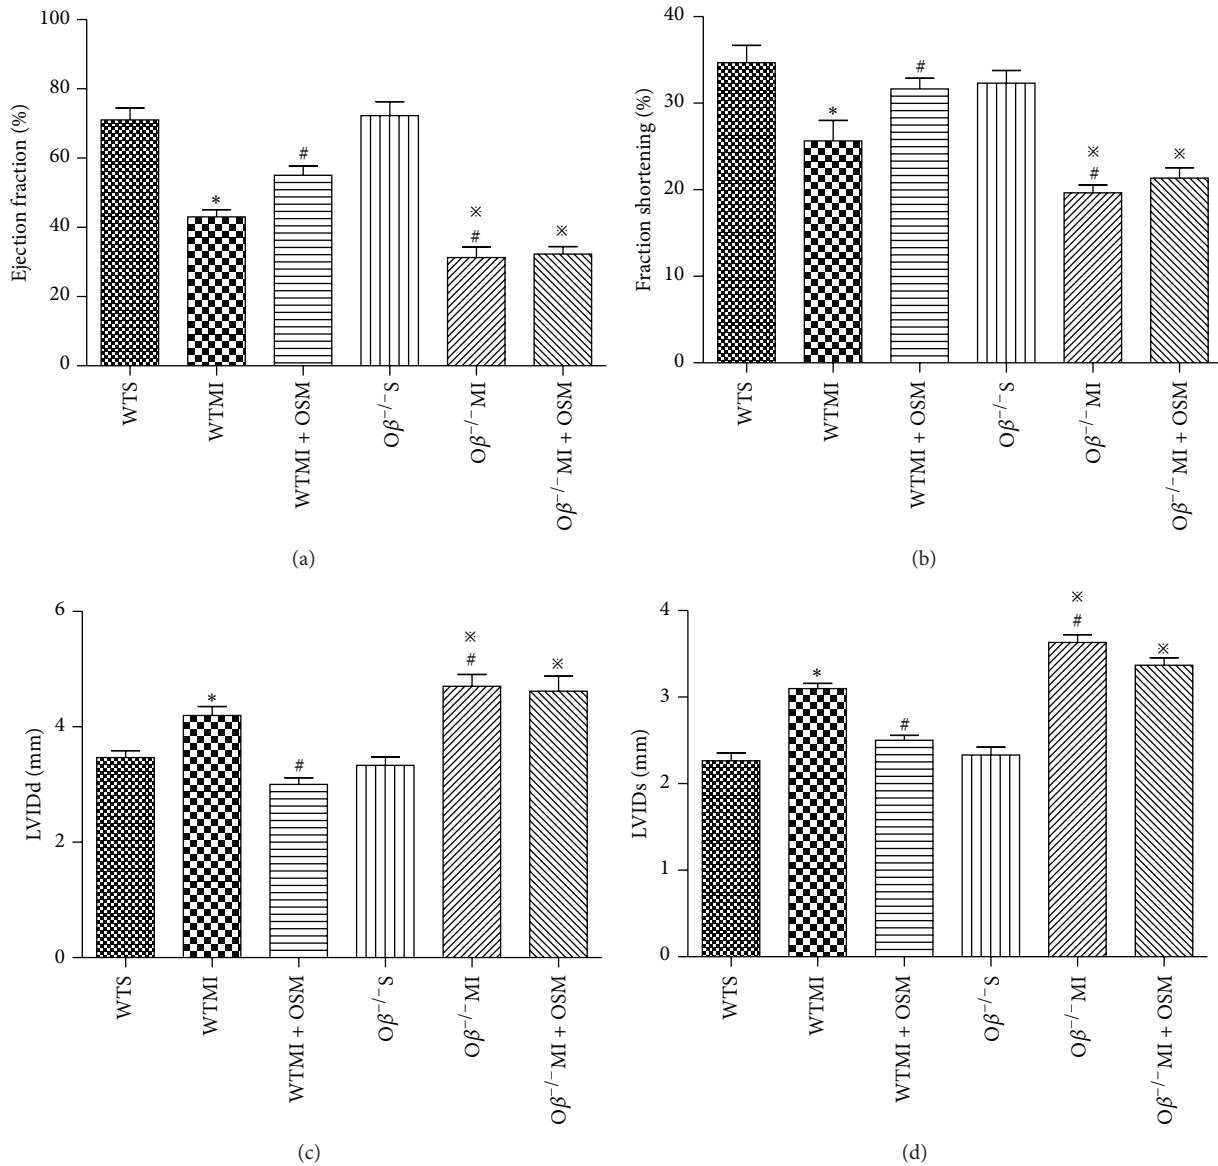 100
80
60
40
20
0
Ejection fraction (%)
*
#
※
#
※
WTS
WTMI
WTMI + OSM
Oβ⁻/⁻S
Oβ⁻/⁻MI
Oβ⁻/⁻MI + OSM
(a)
40
30
20
10
0
Fraction shortening (%)
*
#
※
#
※
WTS
WTMI
WTMI + OSM
Oβ⁻/⁻S
Oβ⁻/⁻MI
Oβ⁻/⁻MI + OSM
(b)
6
4
2
0
LVIDd (mm)
*
#
※
#
※
WTS
WTMI
WTMI + OSM
Oβ⁻/⁻S
Oβ⁻/⁻MI
Oβ⁻/⁻MI + OSM
(c)
4
3
2
1
0
LVIDs (mm)
*
#
※
#
※
WTS
WTMI
WTMI + OSM
Oβ⁻/⁻S
Oβ⁻/⁻MI
Oβ⁻/⁻MI + OSM
(d)